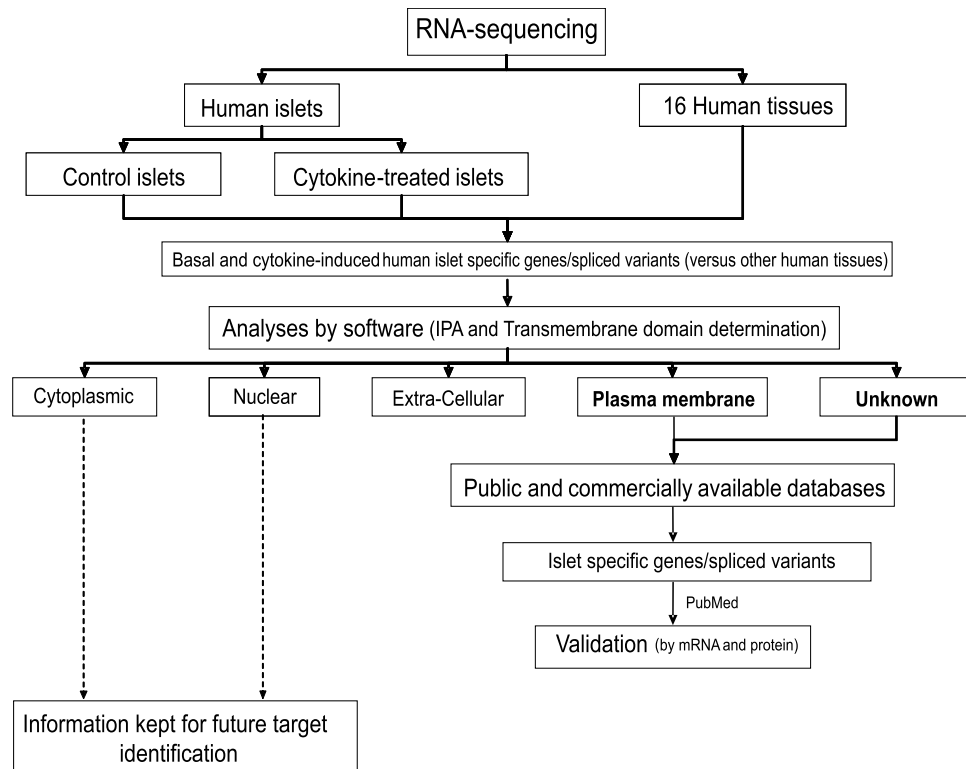 RNA-sequencing
Human islets
16 Human tissues
Control islets
Cytokine-treated islets
Basal and cytokine-induced human islet specific genes/spliced variants (versus other human tissues)
Analyses by software (IPA and Transmembrane domain determination)
Cytoplasmic
Nuclear
Extra-Cellular
Plasma membrane
Unknown
Public and commercially available databases
Islet specific genes/spliced variants
PubMed
Validation (by mRNA and protein)
Information kept for future target
identification